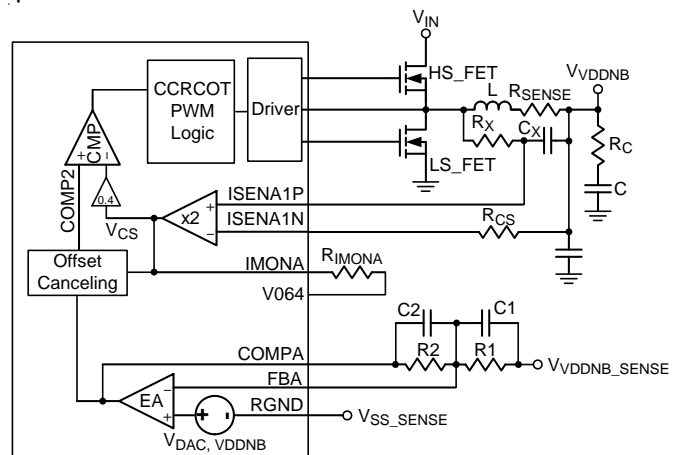 V_IN
HS_FET
CCRCOT
PWM
Logic
Driver
L
R_SENSE
V_VDDNB
R_X
C_X
R_C
C
LS_FET
+ −
CMP
COMP2
0.4
V_CS
x2
+
−
ISENA1P
ISENA1N
R_CS
Offset
Canceling
IMONA
R_IMONA
V064
C2
C1
COMPA
R2
R1
V_VDDNB_SENSE
FBA
EA
−
+
+ -
RGND
V_SS_SENSE
V_DAC, VDDNB